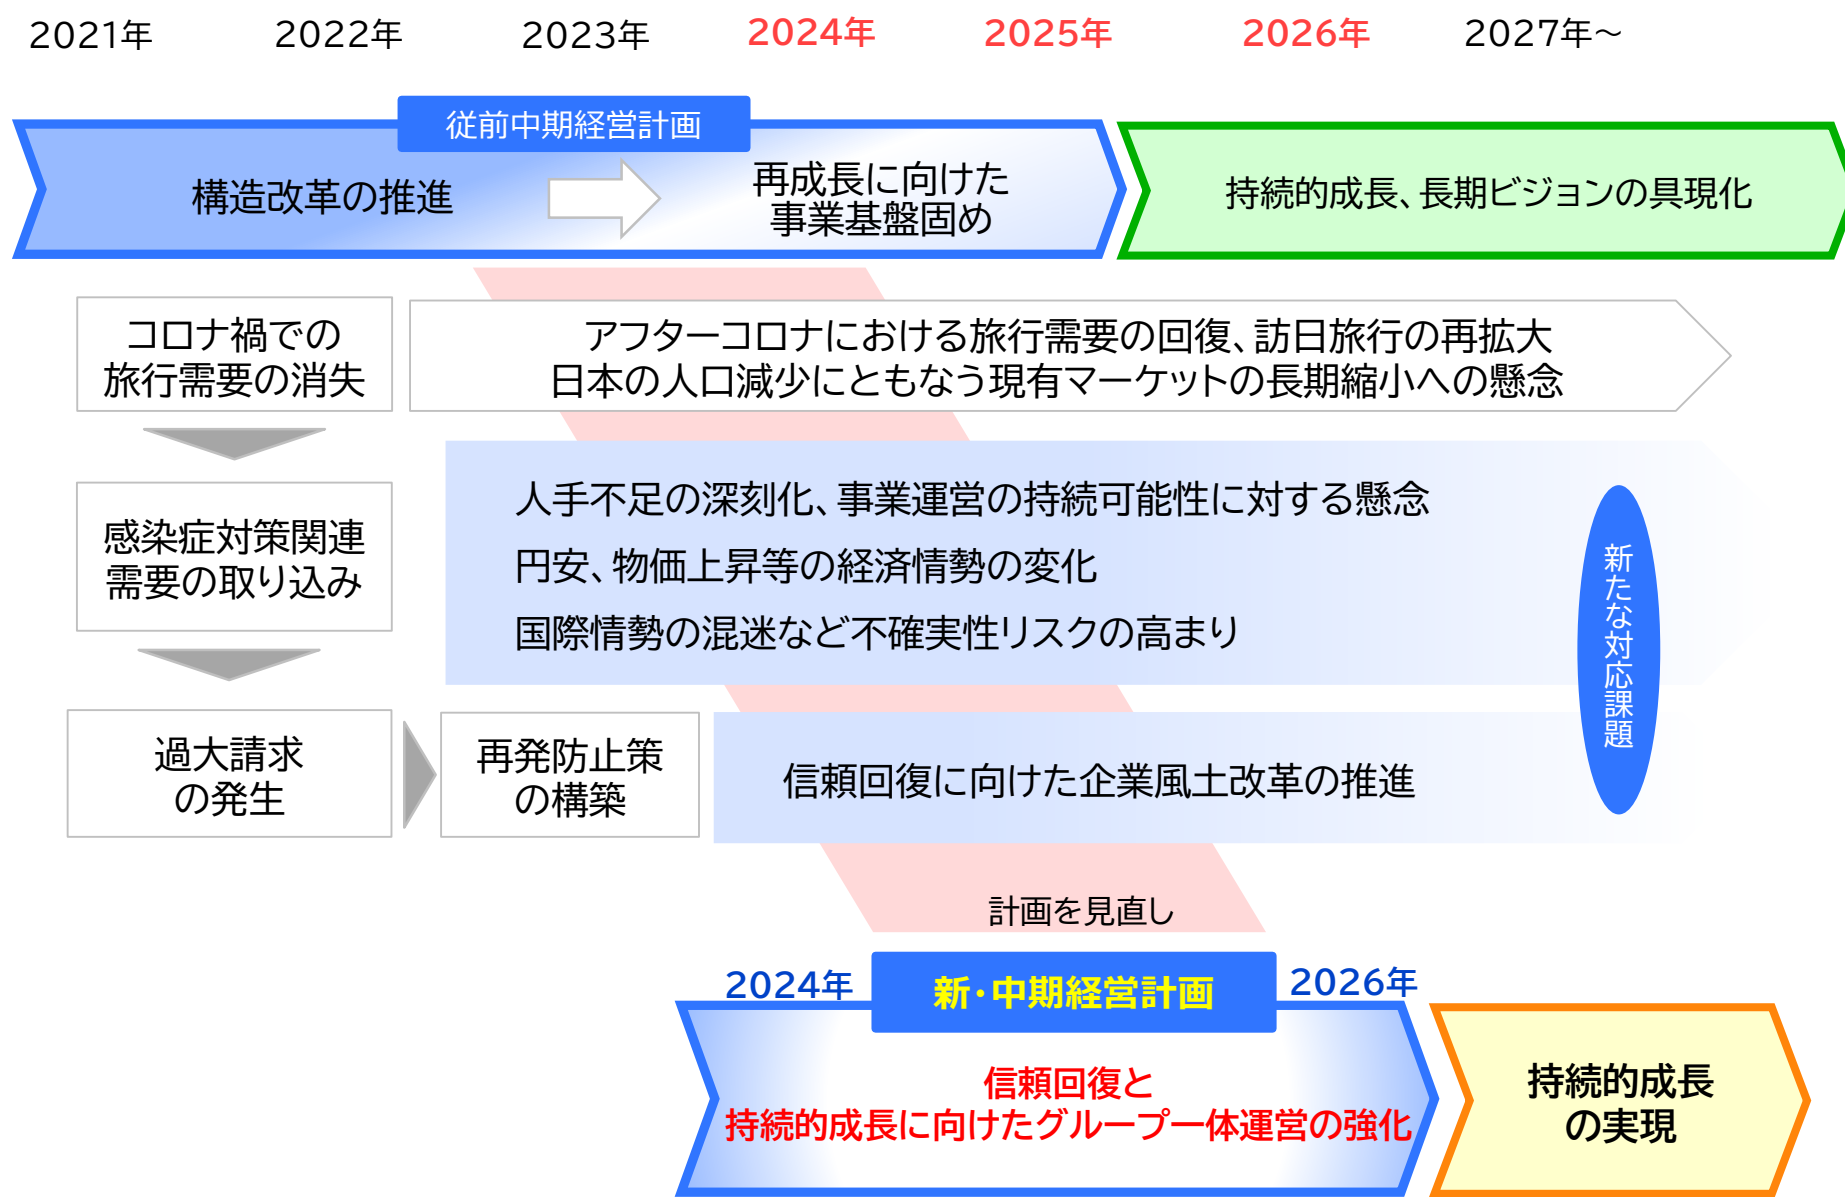 2021年 2022年 2023年 2024年 2025年 2026年 2027年～
従前中期経営計画
構造改革の推進
再成長に向けた
事業基盤固め
持続的成長、長期ビジョンの具現化
コロナ禍での
旅行需要の消失
アフターコロナにおける旅行需要の回復、訪日旅行の再拡大
日本の人口減少にともなう現有マーケットの長期縮小への懸念
感染症対策関連
需要の取り込み
人手不足の深刻化、事業運営の持続可能性に対する懸念
円安、物価上昇等の経済情勢の変化
国際情勢の混迷など不確実性リスクの高まり
新たな対応課題
過大請求
の発生
再発防止策
の構築
信頼回復に向けた企業風土改革の推進
計画を見直し
2024年
新・中期経営計画
2026年
信頼回復と
持続的成長に向けたグループ一体運営の強化
持続的成長
の実現